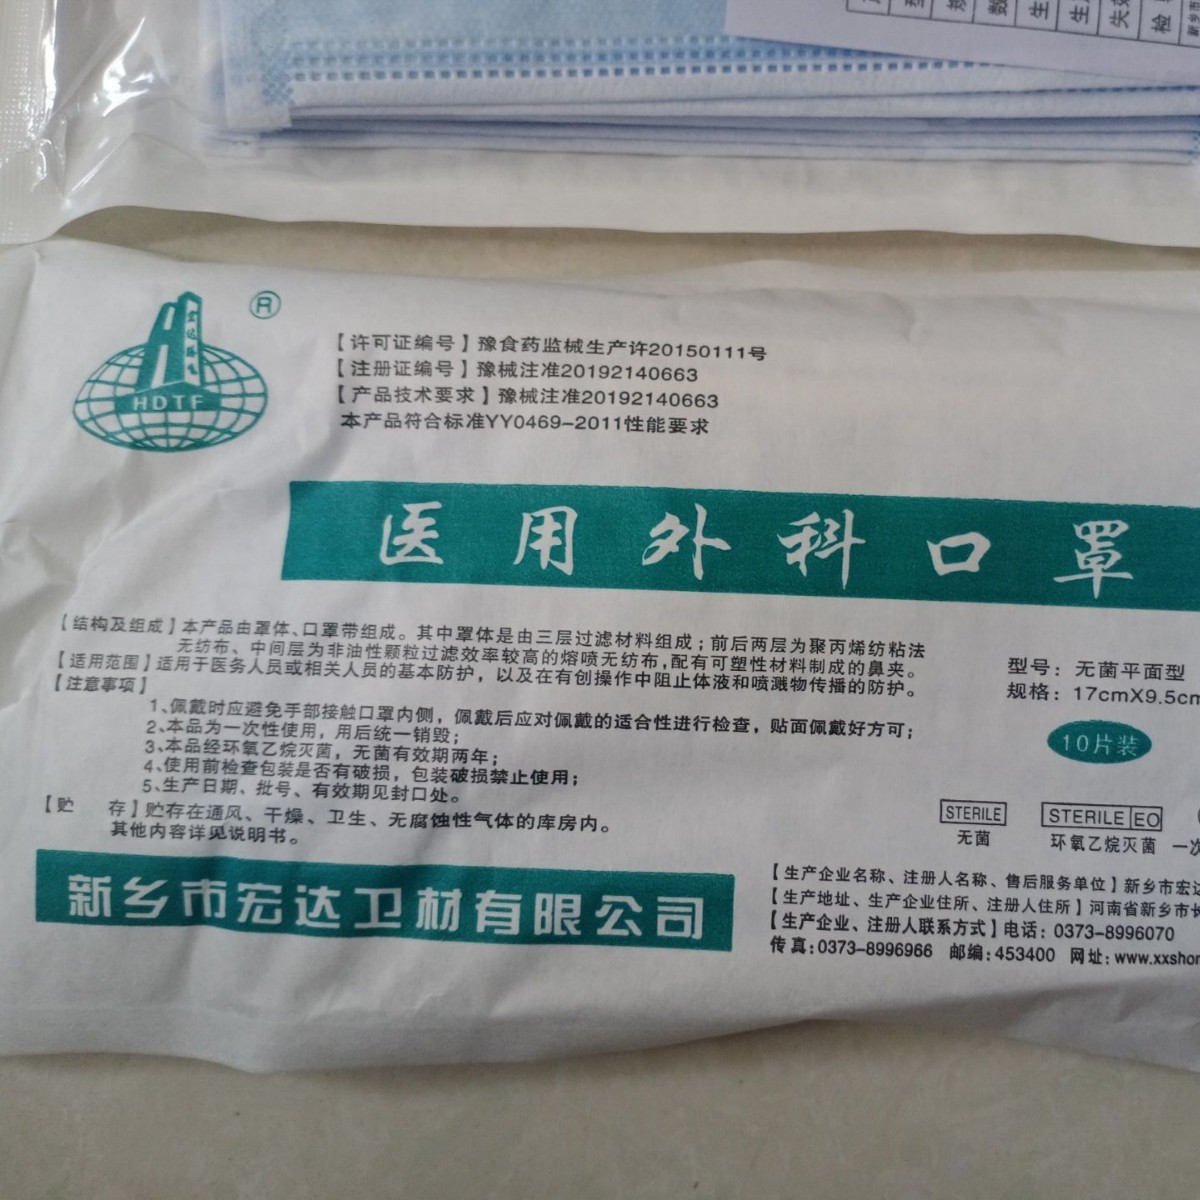 失
检
宏达腾飞
HDTF
®
【许可证编号】豫食药监械生产许20150111号
【注册证编号】豫械注准20192140663
【产品技术要求】豫械注准20192140663
本产品符合标准YY0469-2011性能要求
医用外科口罩
【结构及组成】本产品由罩体、口罩带组成。其中罩体是由三层过滤材料组成；前后两层为聚丙烯纺粘法
无纺布、中间层为非油性颗粒过滤效率较高的熔喷无纺布，配有可塑性材料制成的鼻夹。
【适用范围】适用于医务人员或相关人员的基本防护，以及在有创操作中阻止体液和喷溅物传播的防护。
【注意事项】
1、佩戴时应避免手部接触口罩内侧，佩戴后应对佩戴的适合性进行检查，贴面佩戴好方可；
2、本品为一次性使用，用后统一销毁；
3、本品经环氧乙烷灭菌，无菌有效期两年；
4、使用前检查包装是否有破损，包装破损禁止使用；
5、生产日期、批号、有效期见封口处。
【贮 存】贮存在通风、干燥、卫生、无腐蚀性气体的库房内。
其他内容详见说明书。
型号：无菌平面型
规格：17cmX9.5cm
10片装
STERILE
无菌
STERILE EO
环氧乙烷灭菌
一次
新乡市宏达卫材有限公司
【生产企业名称、注册人名称、售后服务单位】新乡市宏达
【生产地址、生产企业住所、注册人住所】河南省新乡市长
【生产企业、注册人联系方式】电话：0373-8996070
传真:0373-8996966 邮编:453400 网址:www.xxshon